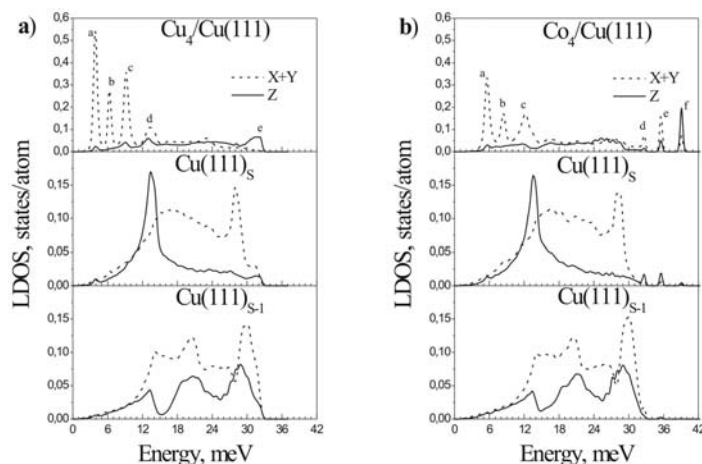 a)
Cu4/Cu(111)
0,6
0,5
0,4
0,3
0,2
0,1
0,0
a
b
c
d
e
X+Y
Z
Cu(111)S
0,15
0,10
0,05
0,00
Cu(111)S-1
0,15
0,10
0,05
0,00
LDOS, states/atom
0 6 12 18 24 30 36 42
Energy, meV
b)
Co4/Cu(111)
0,6
0,5
0,4
0,3
0,2
0,1
0,0
a
b
c
d
e
f
X+Y
Z
Cu(111)S
0,15
0,10
0,05
0,00
Cu(111)S-1
0,15
0,10
0,05
0,00
LDOS, states/atom
0 6 12 18 24 30 36 42
Energy, meV